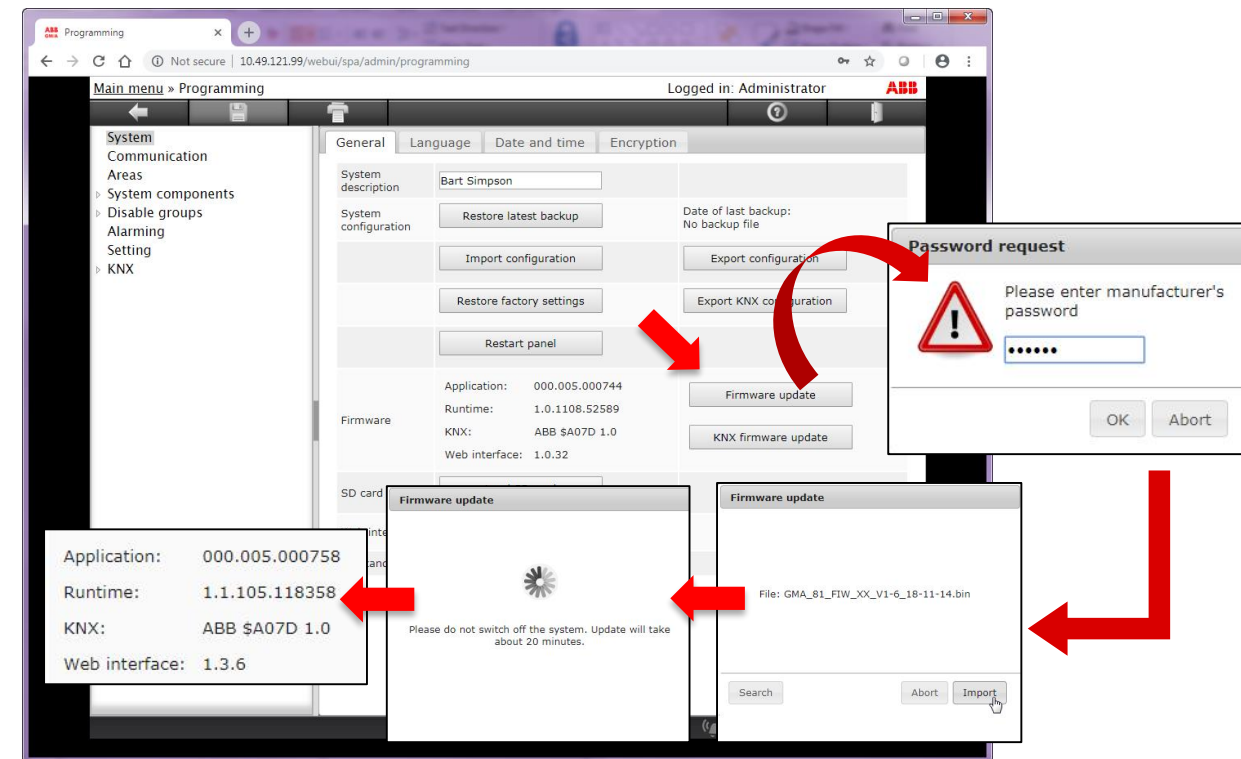 ABB
GMA
Programming
Not secure | 10.49.121.99/webui/spa/admin/programming
Main menu » Programming
Logged in: Administrator
ABB
System
Communication
Areas
System components
Disable groups
Alarming
Setting
KNX
General
Language
Date and time
Encryption
System
description
Bart Simpson
System
configuration
Restore latest backup
Date of last backup:
No backup file
Import configuration
Export configuration
Restore factory settings
Export KNX configuration
Restart panel
Firmware
Application: 000.005.000744
Runtime: 1.0.1108.52589
KNX: ABB $A07D 1.0
Web interface: 1.0.32
Firmware update
KNX firmware update
SD card
Password request
Please enter manufacturer's
password
••••••
OK
Abort
Firmware update
File: GMA_81_FIW_XX_V1-6_18-11-14.bin
Search
Abort
Import
Firmware update
Please do not switch off the system. Update will take
about 20 minutes.
Application: 000.005.000758
Runtime: 1.1.105.118358
KNX: ABB $A07D 1.0
Web interface: 1.3.6